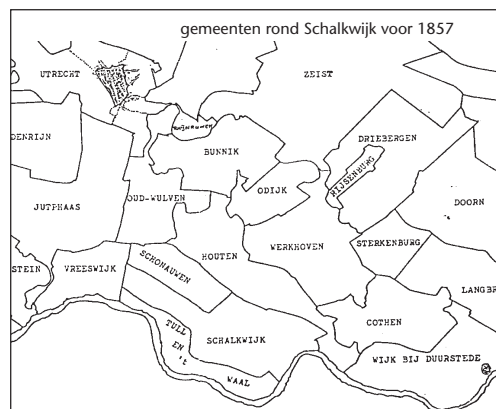 gemeenten rond Schalkwijk voor 1857
UTRECHT
ZEIST
RHIJNAUWEN
DENRIJN
BUNNIK
DRIEBERGEN
RIJSENBURG
ODIJK
OUD-WULVEN
JUTPHAAS
DOORN
STERKENBURG
WERKHOVEN
HOUTEN
SCHONAUWEN
STEIN
VREESWIJK
LANGBR
COTHEN
TULL
EN
't
WAAL
SCHALKWIJK
WIJK BIJ DUURSTEDE